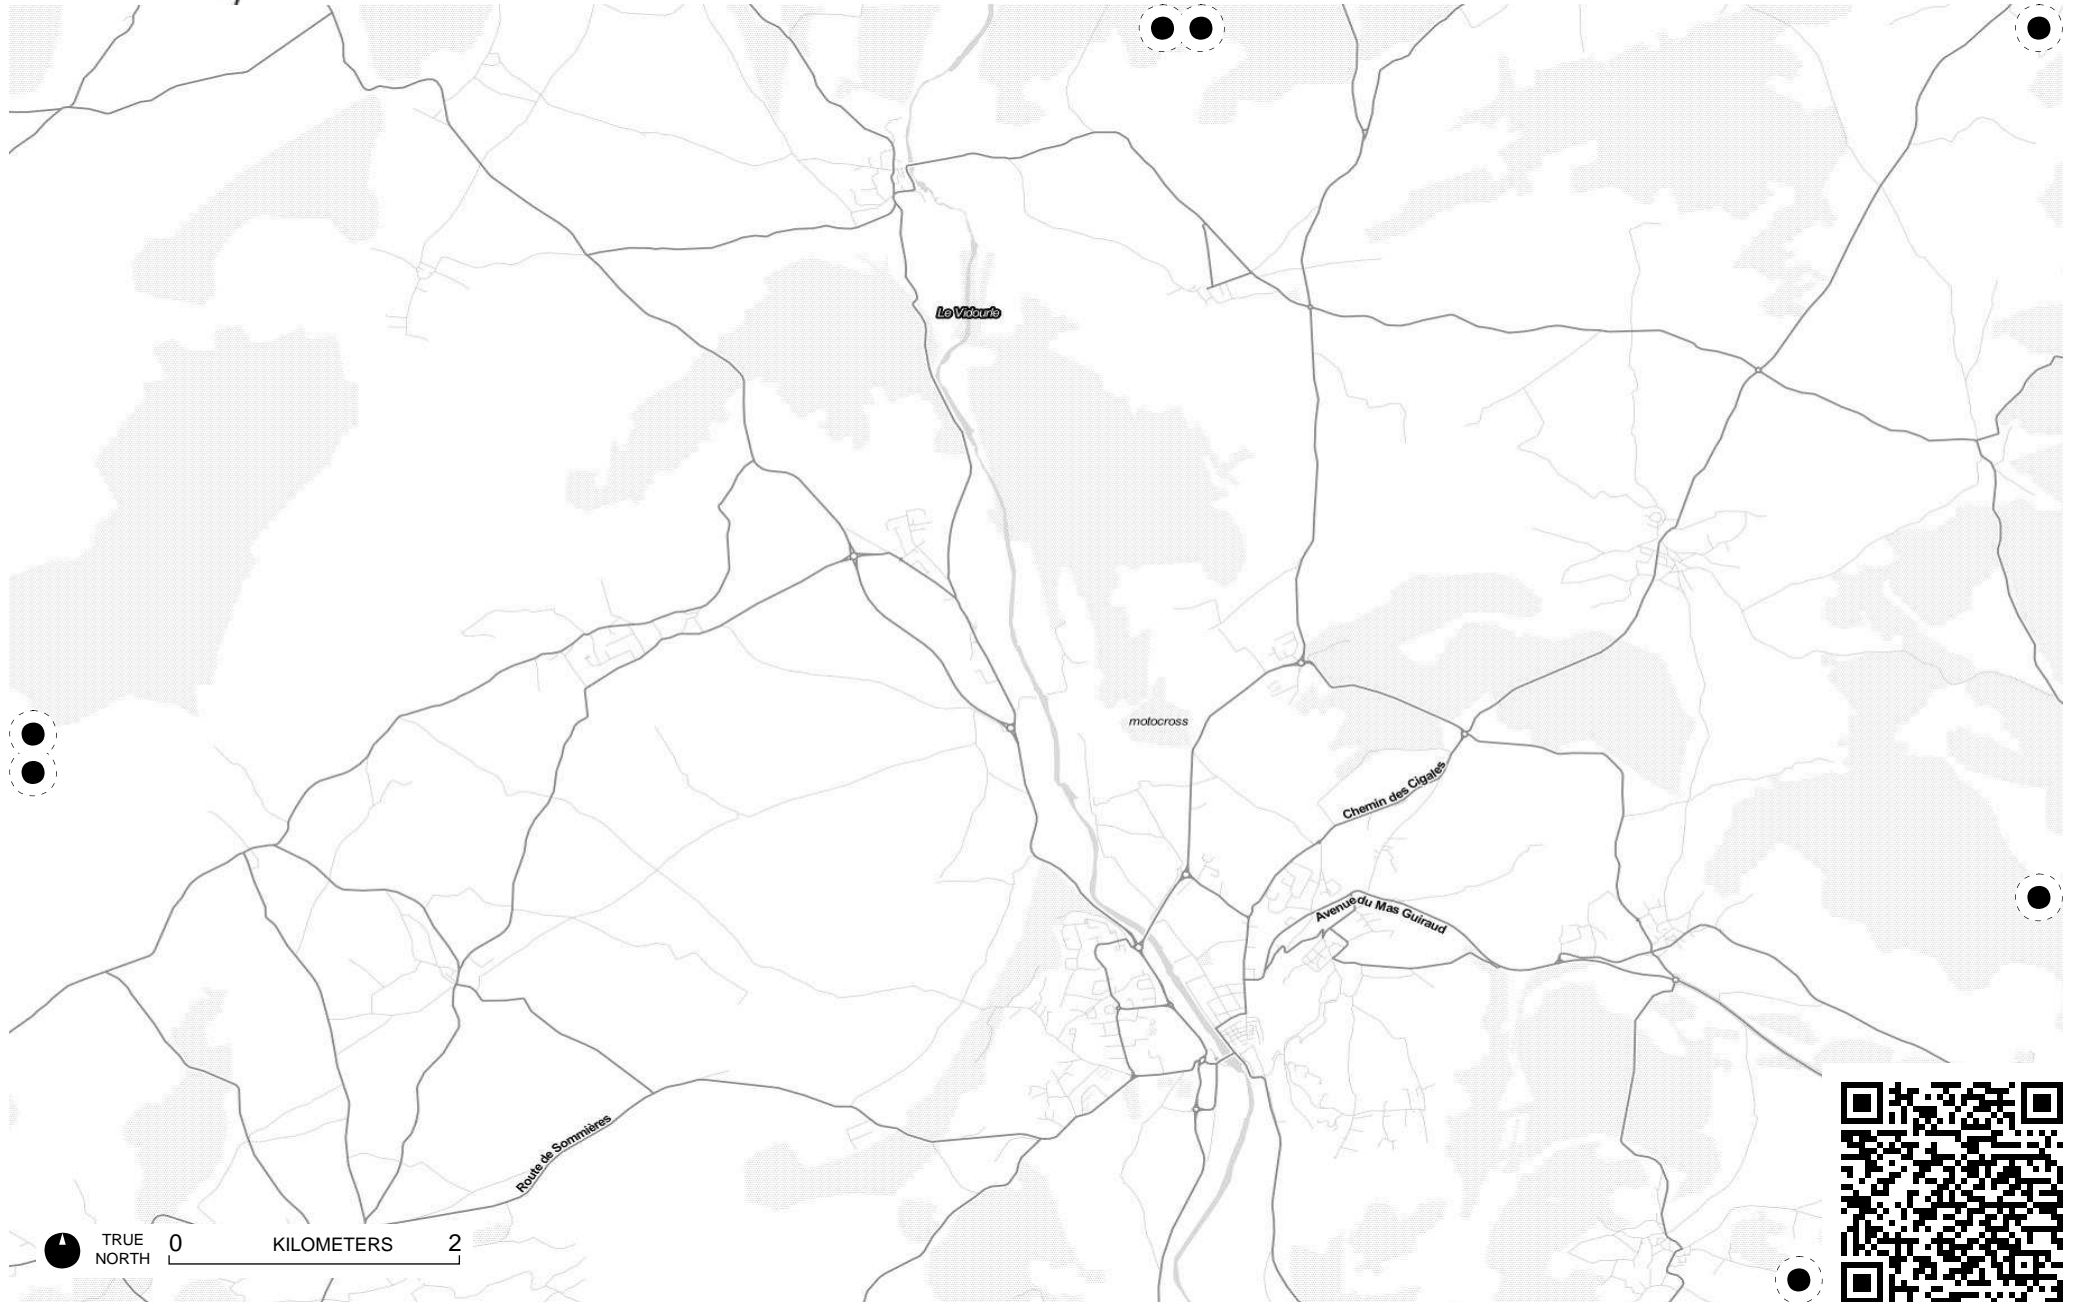 Le Vidourle
motocross
Chemin des Cigales
Avenue du Mas Guiraud
Route de Sommières
TRUE
NORTH
0 KILOMETERS 2